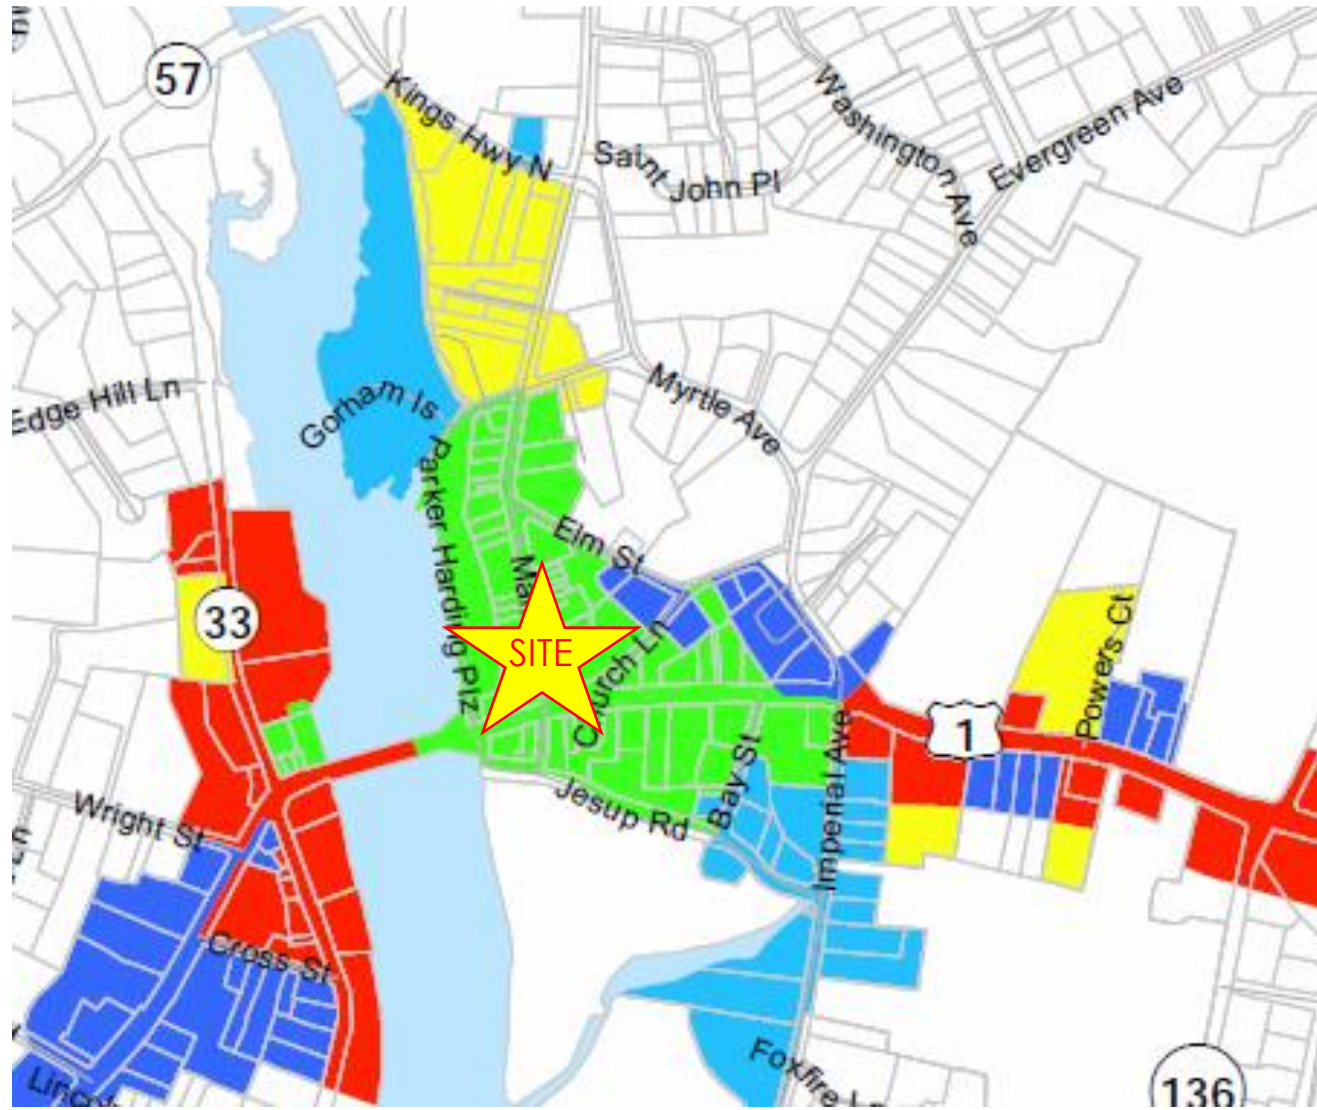 57
Kings Hwy N
Saint John Pl
Washington Ave
Evergreen Ave
Edge Hill Ln
Gorham Is
Myrtle Ave
Parker Harding Plz
Elm St
33
SITE
Church Ln
Powers Ct
1
Wright St
Jesup Rd
Bay St
Imperial Ave
Cross St
Foxfire Ln
136